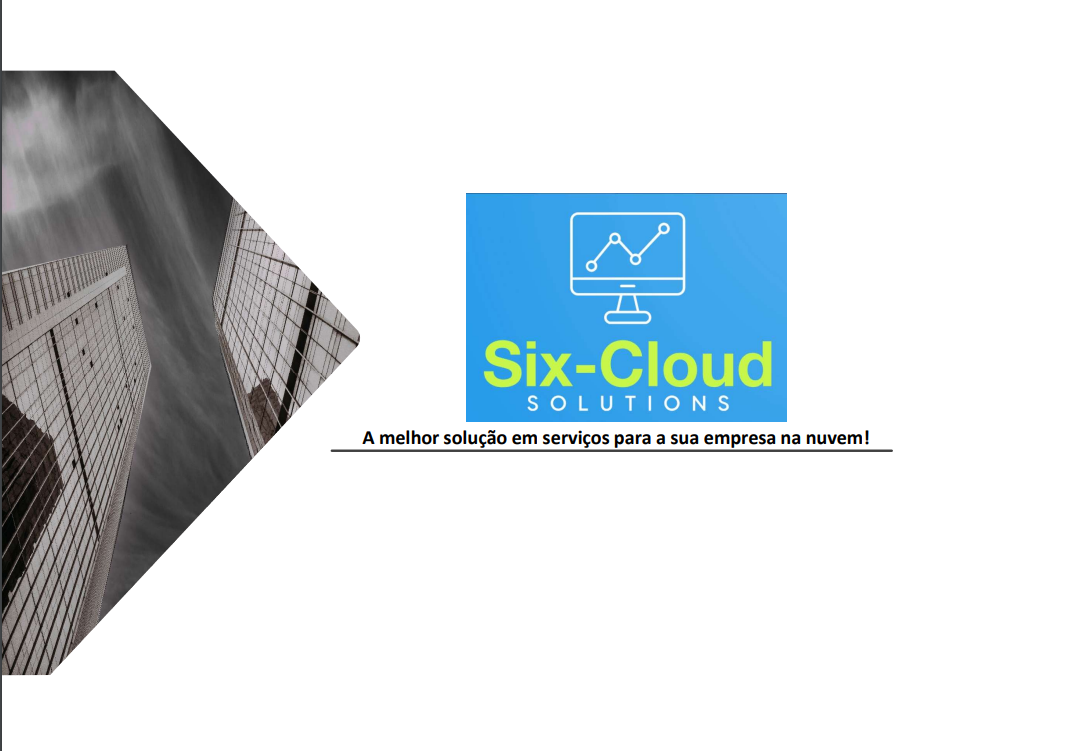 Six-Cloud
SOLUTIONS
A melhor solução em serviços para a sua empresa na nuvem!